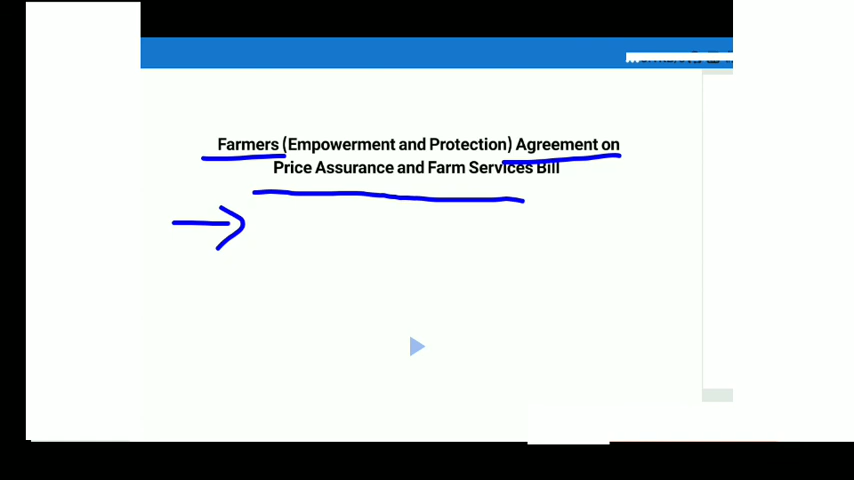 Farmers (Empowerment and Protection) Agreement on
Price Assurance and Farm Services Bill